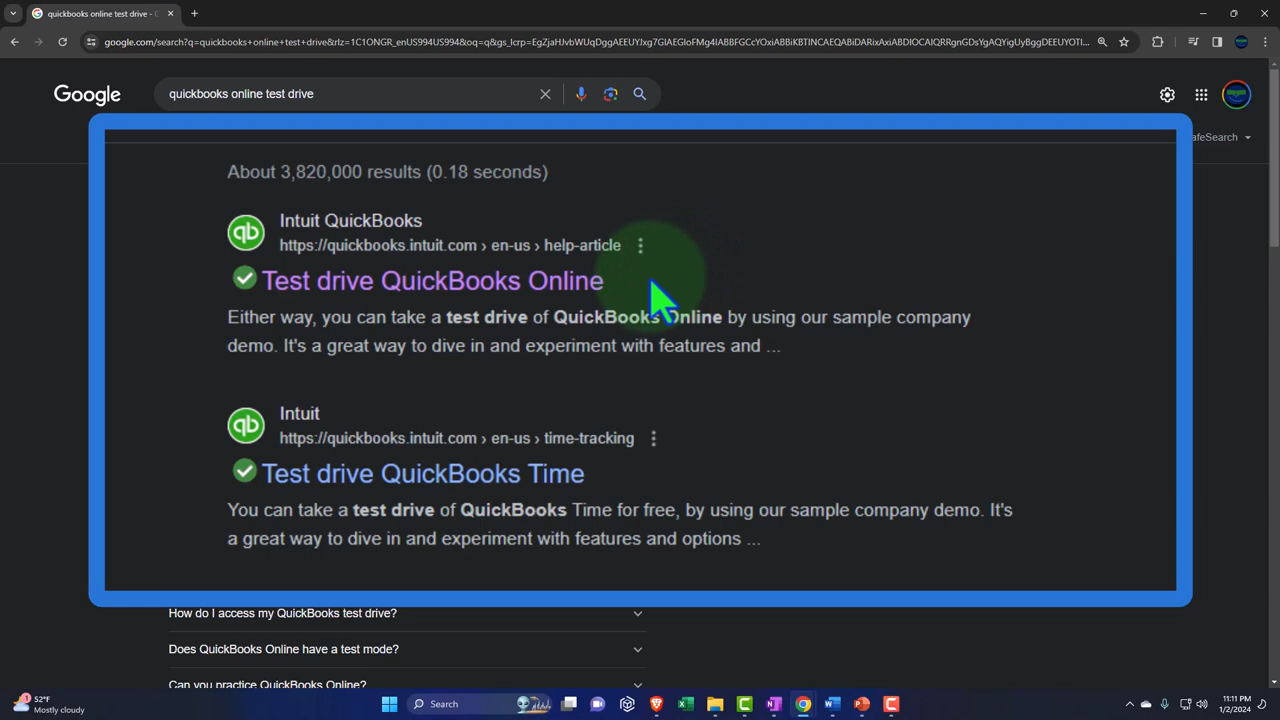 quickbooks online test drive - G
google.com/search?q=quickbooks+online+test+drive&rlz=1C1ONGR_enUS994US994&oq=q&gs_lcrp=
Google
quickbooks online test drive
afeSearch
About 3,820,000 results (0.18 seconds)
qb
Intuit QuickBooks
https://quickbooks.intuit.com › en-us › help-article
Test drive QuickBooks Online
Either way, you can take a test drive of QuickBooks Online by using our sample company
demo. It's a great way to dive in and experiment with features and ...
qb
Intuit
https://quickbooks.intuit.com › en-us › time-tracking
Test drive QuickBooks Time
You can take a test drive of QuickBooks Time for free, by using our sample company demo. It's
a great way to dive in and experiment with features and options ...
How do I access my QuickBooks test drive?
Does QuickBooks Online have a test mode?
Can you practice QuickBooks Online?
1
52°F
Mostly cloudy
Search
11:11 PM
1/2/2024